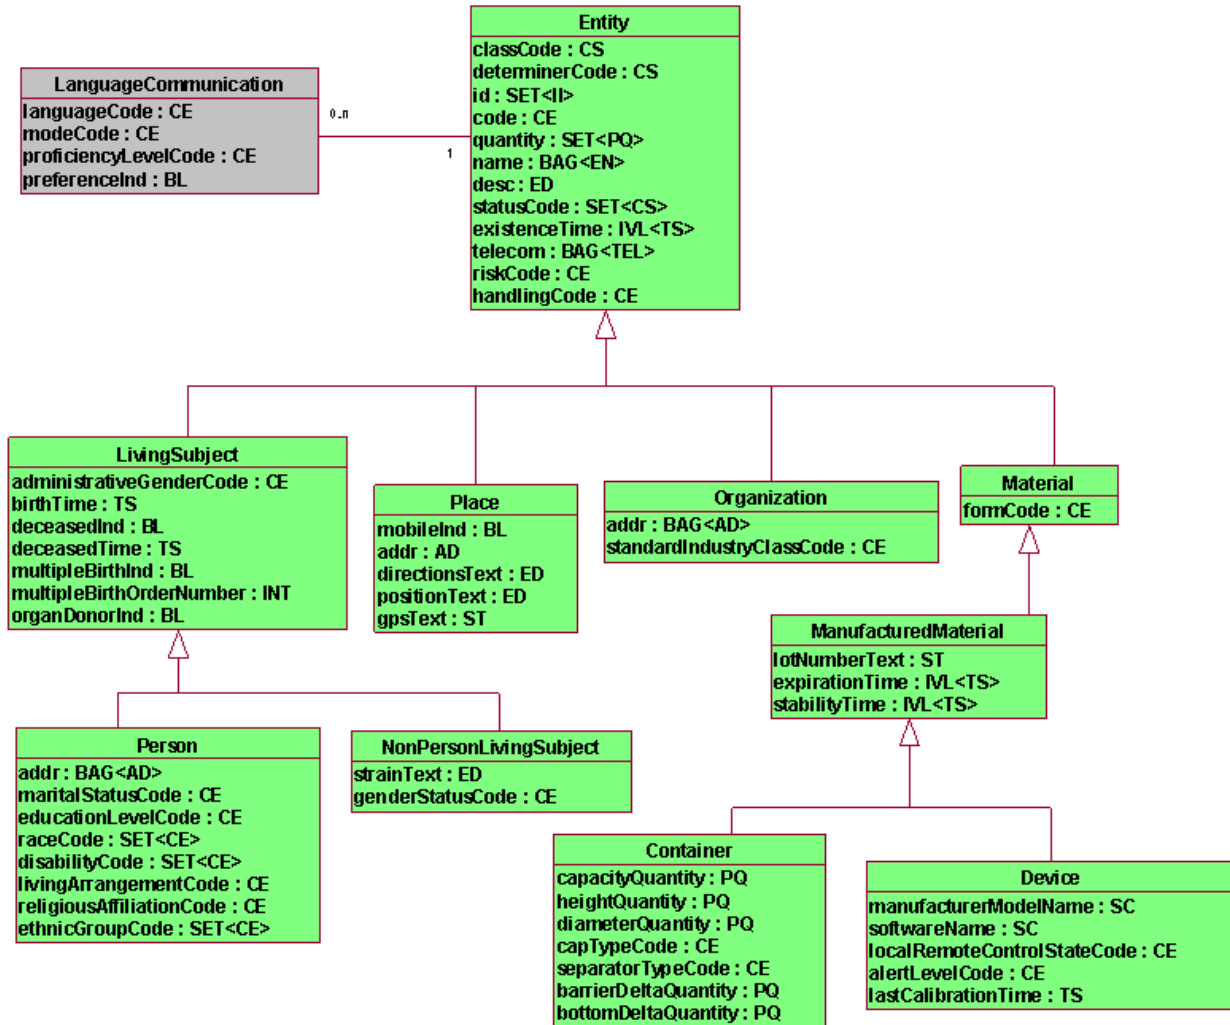 Entity
classCode : CS
determinerCode : CS
id : SET<II>
code : CE
quantity : SET<PQ>
name : BAG<EN>
desc : ED
statusCode : SET<CS>
existenceTime : IVL<TS>
telecom : BAG<TEL>
riskCode : CE
handlingCode : CE
LanguageCommunication
languageCode : CE
modeCode : CE
proficiencyLevelCode : CE
preferenceInd : BL
0..n
1
LivingSubject
administrativeGenderCode : CE
birthTime : TS
deceasedInd : BL
deceasedTime : TS
multipleBirthInd : BL
multipleBirthOrderNumber : INT
organDonorInd : BL
Place
mobileInd : BL
addr : AD
directionsText : ED
positionText : ED
gpsText : ST
Organization
addr : BAG<AD>
standardIndustryClassCode : CE
Material
formCode : CE
ManufacturedMaterial
lotNumberText : ST
expirationTime : IVL<TS>
stabilityTime : IVL<TS>
Person
addr : BAG<AD>
maritalStatusCode : CE
educationLevelCode : CE
raceCode : SET<CE>
disabilityCode : SET<CE>
livingArrangementCode : CE
religiousAffiliationCode : CE
ethnicGroupCode : SET<CE>
NonPersonLivingSubject
strainText : ED
genderStatusCode : CE
Container
capacityQuantity : PQ
heightQuantity : PQ
diameterQuantity : PQ
capTypeCode : CE
separatorTypeCode : CE
barrierDeltaQuantity : PQ
bottomDeltaQuantity : PQ
Device
manufacturerModelName : SC
softwareName : SC
localRemoteControlStateCode : CE
alertLevelCode : CE
lastCalibrationTime : TS